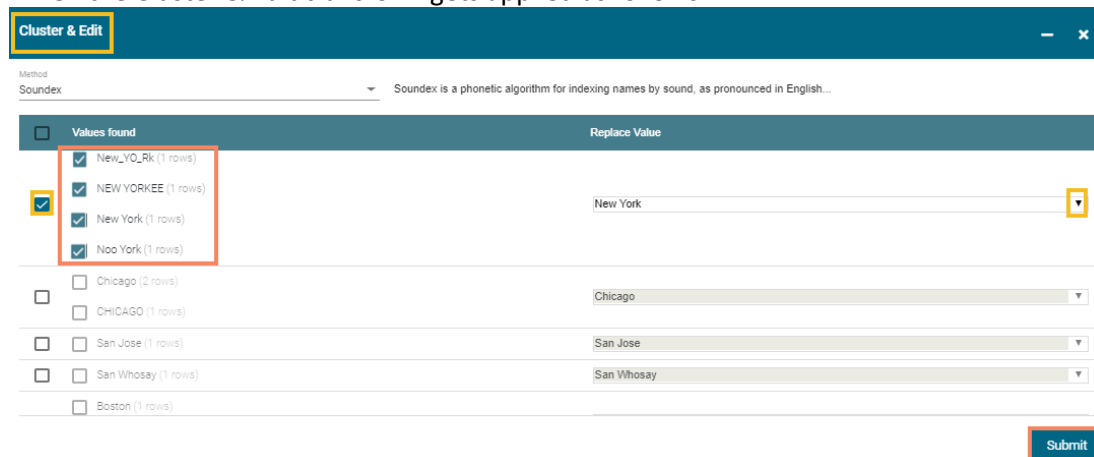 Cluster & Edit
Method
Soundex
Soundex is a phonetic algorithm for indexing names by sound, as pronounced in English...
Values found Replace Value
New_YO_Rk (1 rows)
NEW YORKEE (1 rows)
New York (1 rows)
Noo York (1 rows)
New York
Chicago (2 rows)
CHICAGO (1 rows)
Chicago
San Jose (1 rows) San Jose
San Whosay (1 rows) San Whosay
Boston (1 rows)
Submit